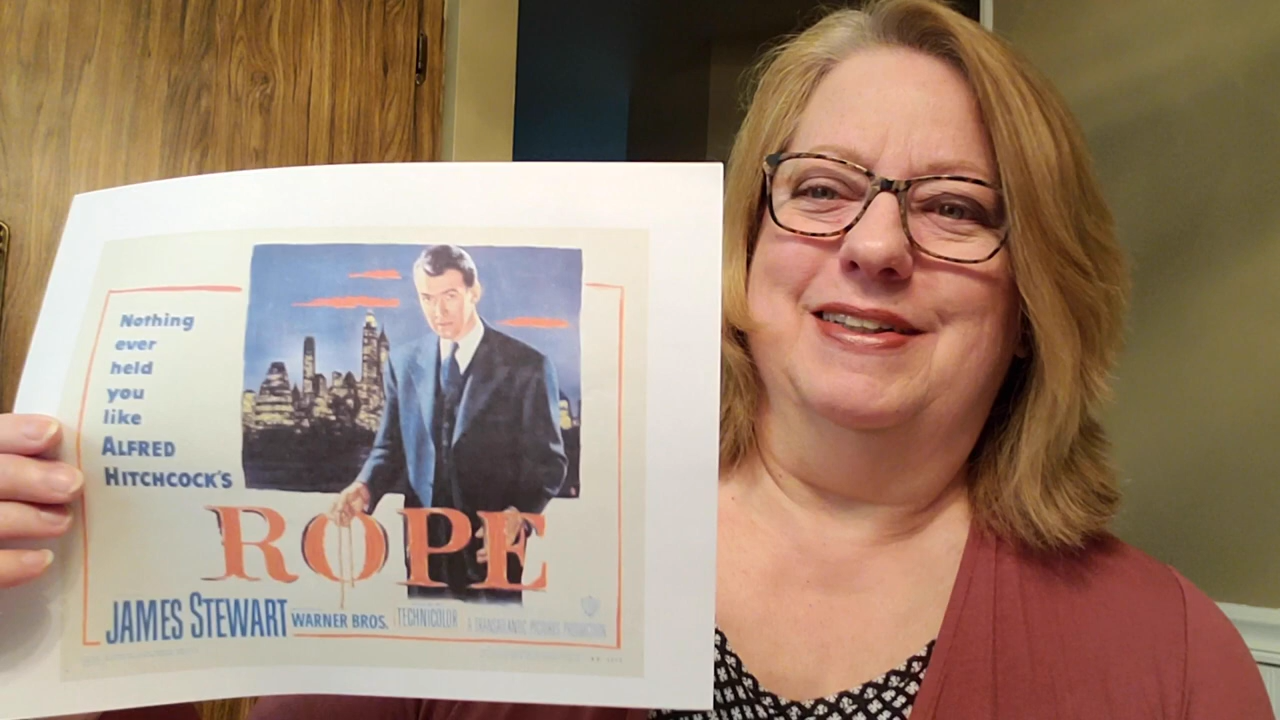 Nothing
ever
held
you
like
ALFRED
HITCHCOCK'S
ROPE
JAMES STEWART WARNER BROS. TECHNICOLOR A TRANSATLANTIC PICTURES PRODUCTION